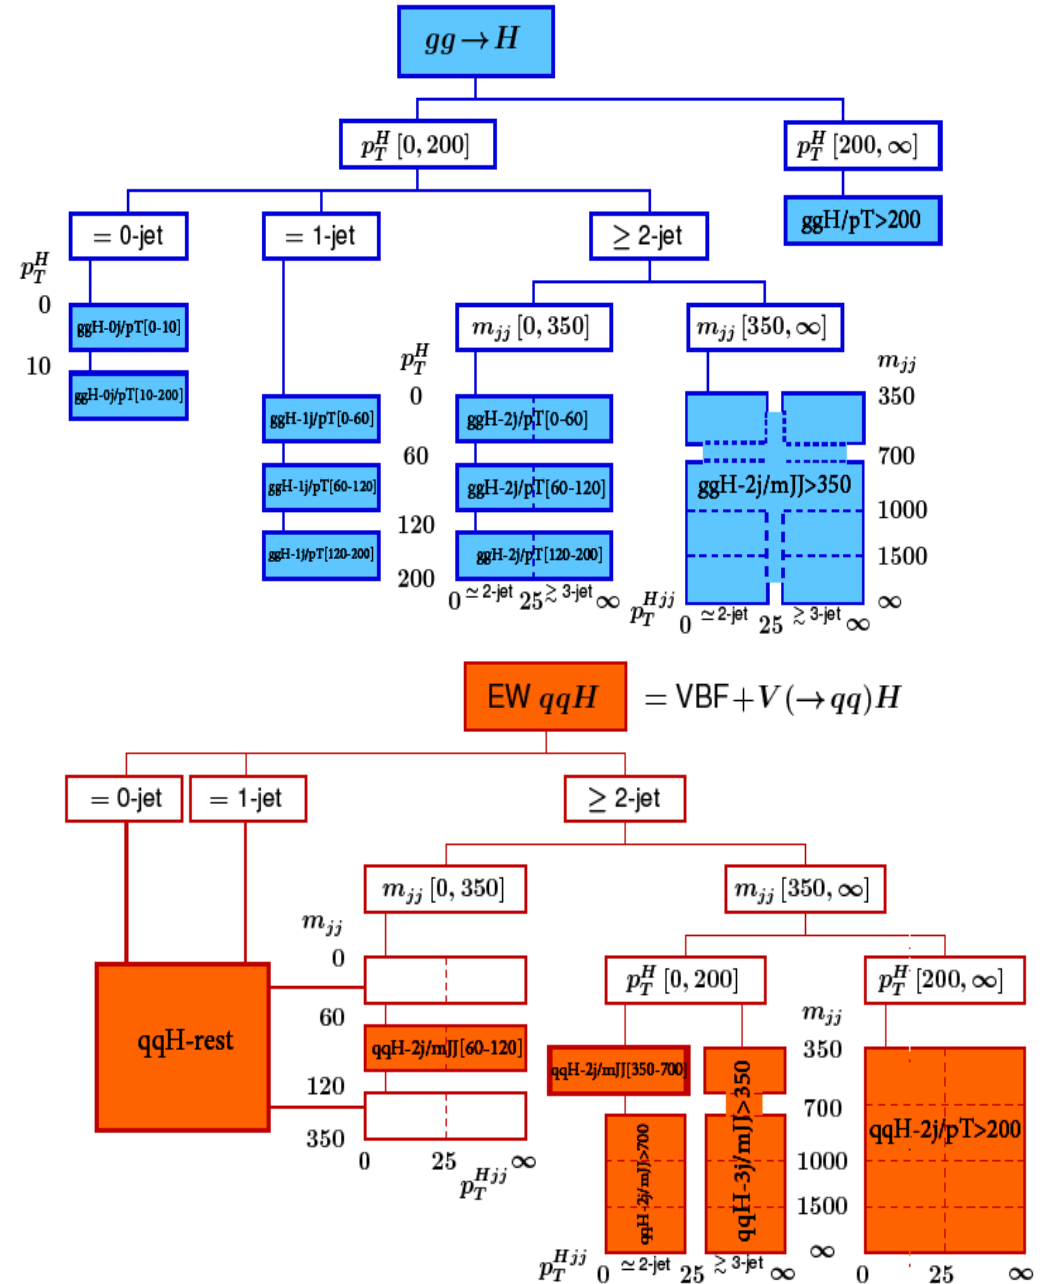 gg → H
p_T^H [0, 200]
p_T^H [200, ∞]
ggH/pT>200
= 0-jet
= 1-jet
≥ 2-jet
p_T^H
0
ggH-0j/pT[0-10]
10
ggH-0j/pT[10-200]
m_jj [0, 350]
m_jj [350, ∞]
p_T^H
m_jj
0
350
ggH-1j/pT[0-60]
ggH-2j/pT[0-60]
60
700
ggH-1j/pT[60-120]
ggH-2j/pT[60-120]
ggH-2j/mJJ>350
1000
120
ggH-1j/pT[120-200]
ggH-2j/pT[120-200]
1500
200
∞
0 ≃ 2-jet 25 ≳ 3-jet ∞
p_T^Hjj
0 ≃ 2-jet 25 ≳ 3-jet ∞
EW qqH = VBF + V (→ qq) H
= 0-jet
= 1-jet
≥ 2-jet
m_jj [0, 350]
m_jj [350, ∞]
m_jj
0
p_T^H [0, 200]
p_T^H [200, ∞]
60
m_jj
qqH-rest
qqH-2j/mJJ[60-120]
350
qqH-2j/mJJ[350-700]
120
700
350
0 25 ∞
p_T^Hjj
qqH-2j/mJJ>700
qqH-3j/mJJ>350
qqH-2j/pT>200
1000
1500
∞
p_T^Hjj 0 ≃ 2-jet 25 ≳ 3-jet ∞
0 25 ∞